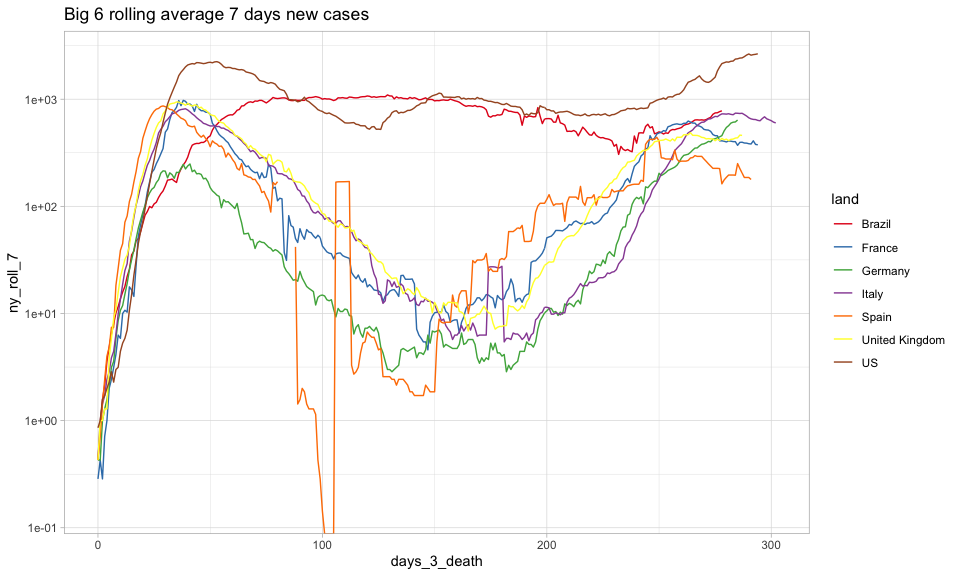 Big 6 rolling average 7 days new cases
ny_roll_7
1e+03
1e+02
1e+01
1e+00
1e-01
0
100
200
300
days_3_death
land
Brazil
France
Germany
Italy
Spain
United Kingdom
US